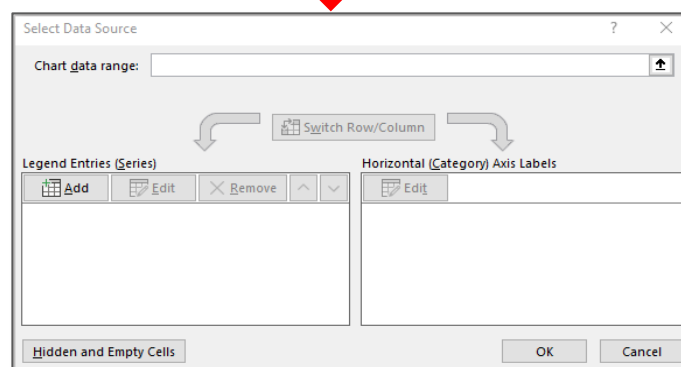 Select Data Source
Chart data range:
Switch Row/Column
Legend Entries (Series)
Horizontal (Category) Axis Labels
Add Edit Remove
Edit
Hidden and Empty Cells
OK Cancel